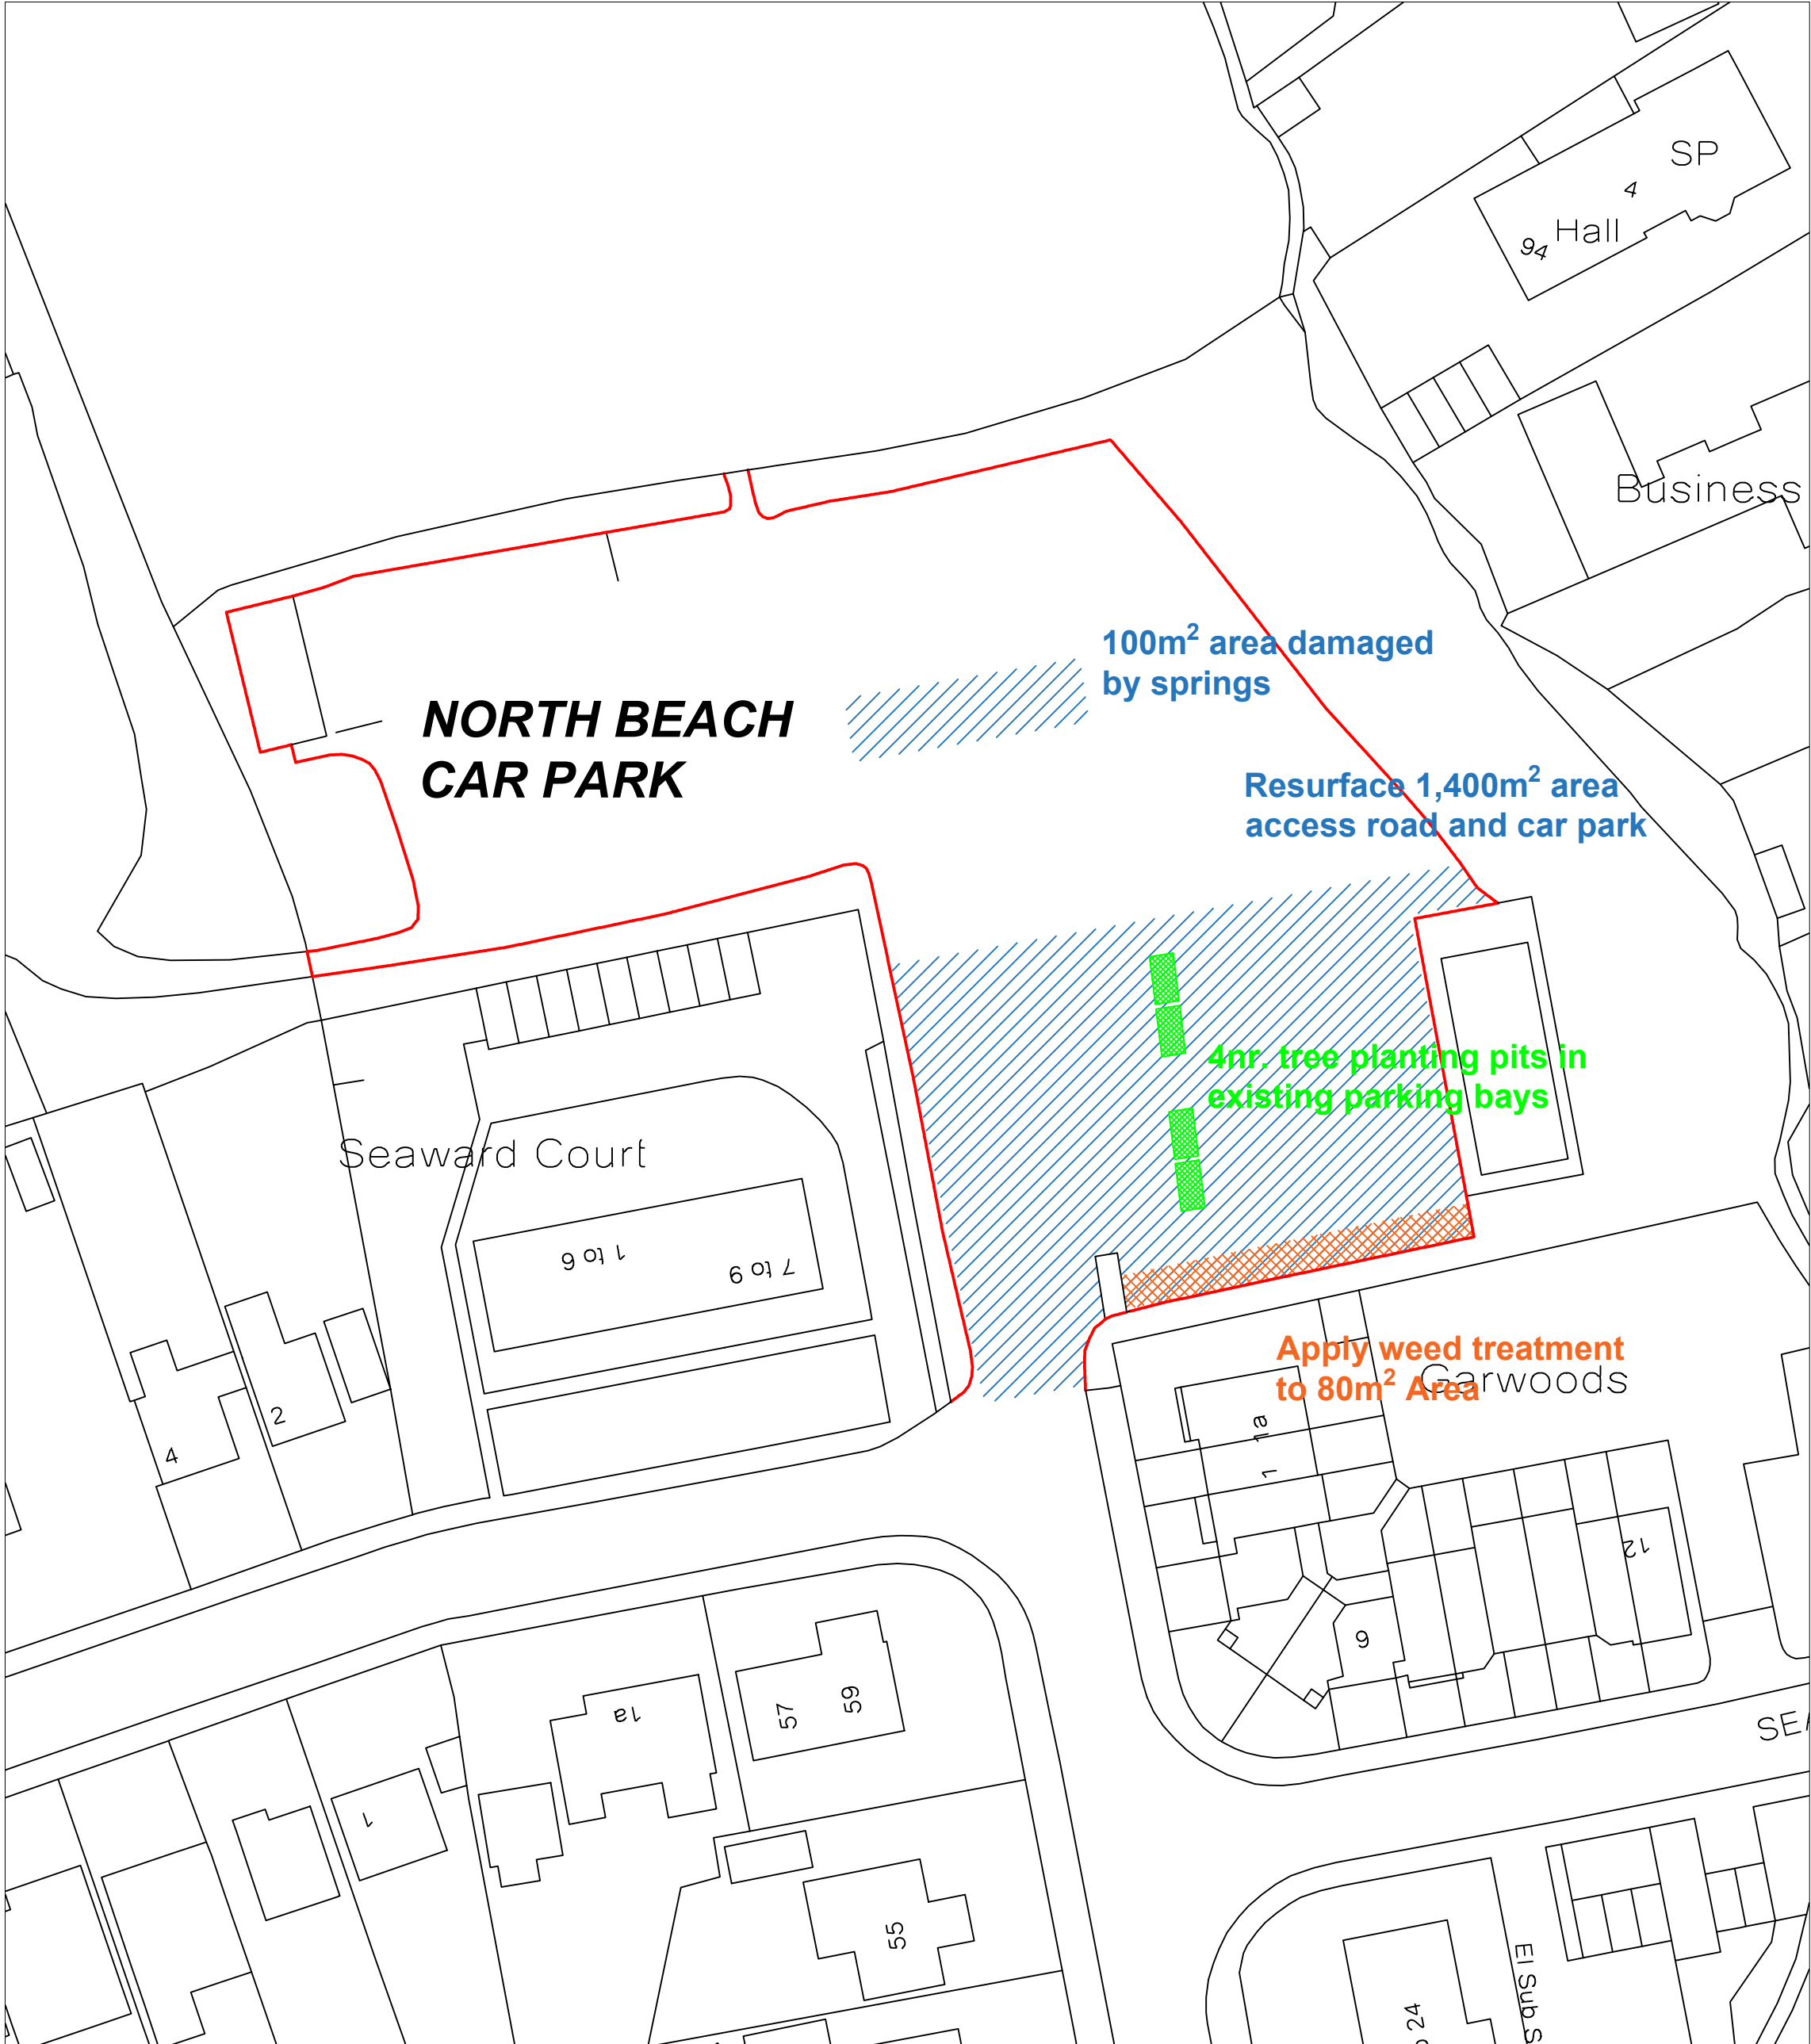 SP
4
Hall
94
Business
100m² area damaged
by springs
NORTH BEACH
CAR PARK
Resurface 1,400m² area
access road and car park
4nr. tree planting pits in
existing parking bays
Seaward Court
1 to 6
7 to 9
Apply weed treatment
to 80m² Area
Garwoods
2
4
1a
1
12
9
57
59
1a
SEA
1
55
El Sub S
24